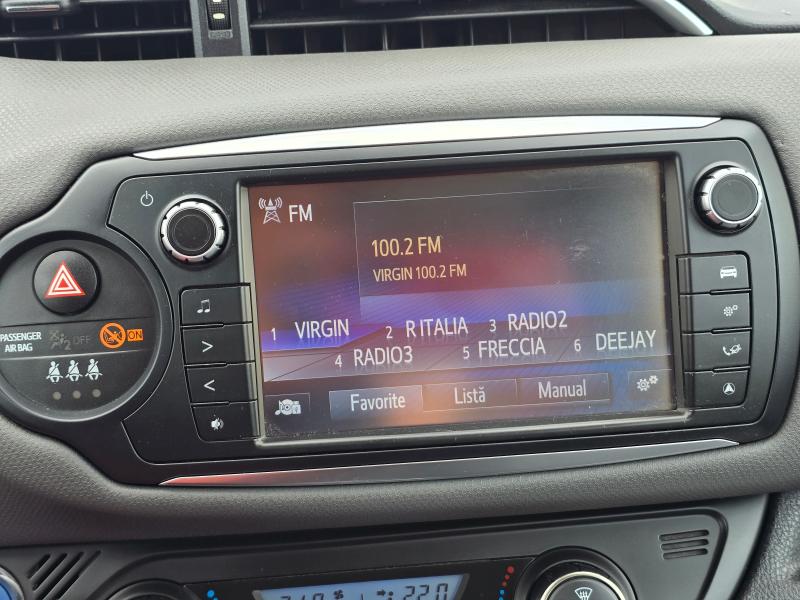 FM
100.2 FM
VIRGIN 100.2 FM
1 VIRGIN 2 R ITALIA 3 RADIO2
4 RADIO3 5 FRECCIA 6 DEEJAY
Favorite Listă Manual
PASSENGER
AIR BAG
2 OFF
ON
22.0